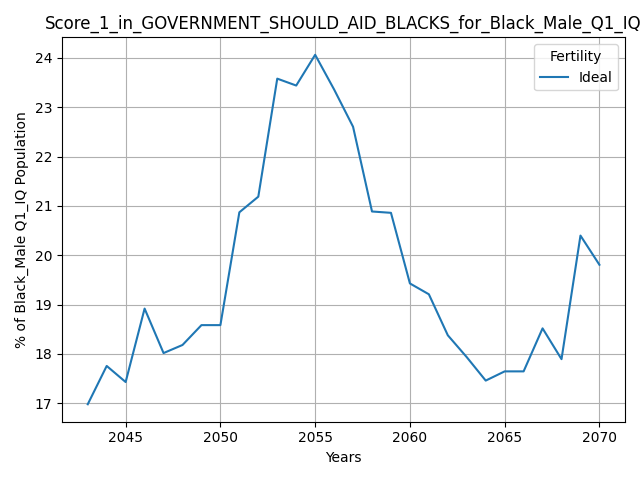 Score_1_in_GOVERNMENT_SHOULD_AID_BLACKS_for_Black_Male_Q1_IQ
Fertility
Ideal
% of Black_Male Q1_IQ Population
24
23
22
21
20
19
18
17
2045 2050 2055 2060 2065 2070
Years